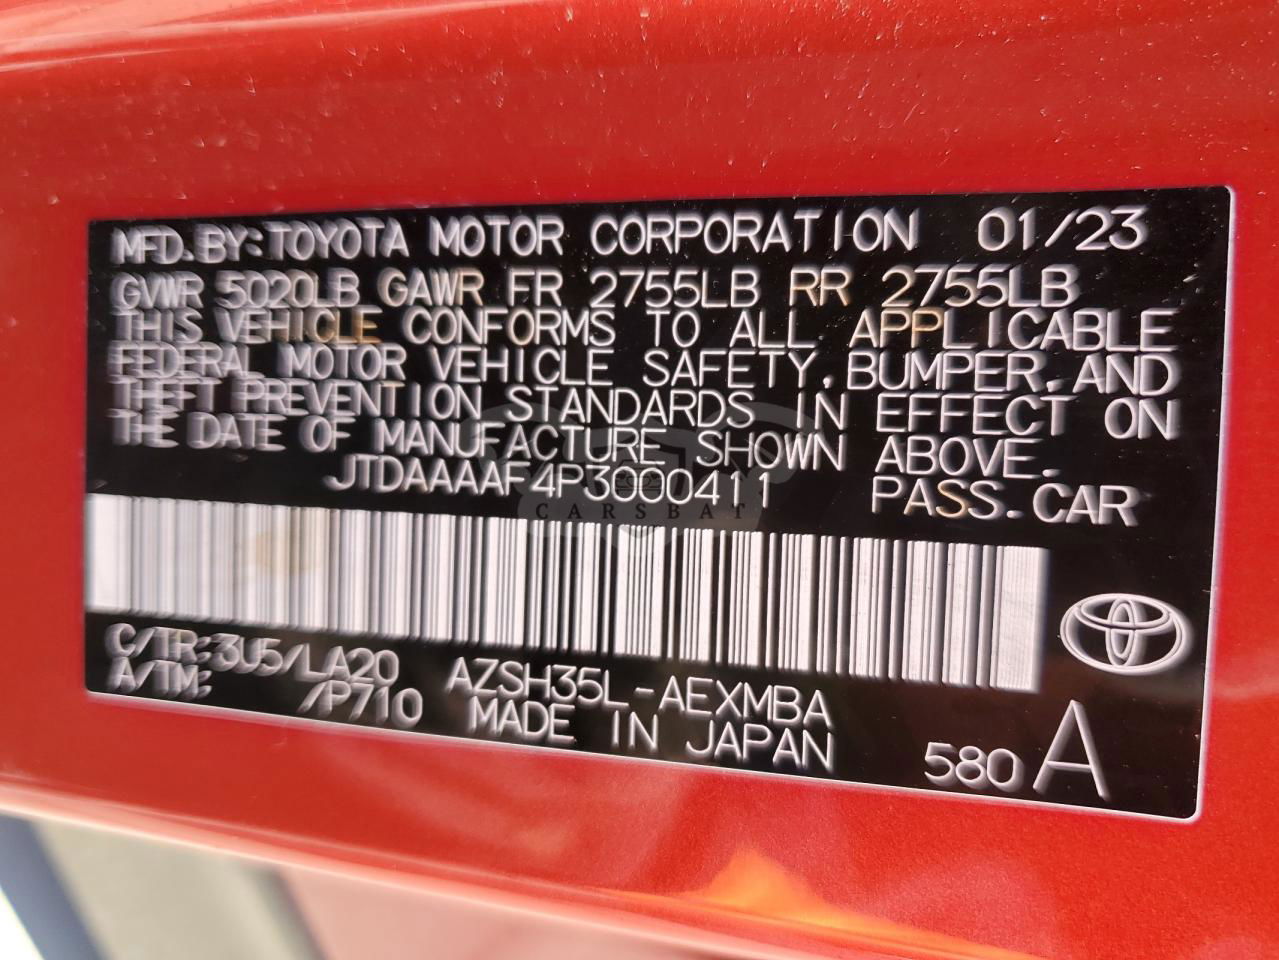 MFD. BY: TOYOTA MOTOR CORPORATION 01/23
GVWR 5020LB GAWR FR 2755LB RR 2755LB
THIS VEHICLE CONFORMS TO ALL APPLICABLE
FEDERAL MOTOR VEHICLE SAFETY, BUMPER, AND
THEFT PREVENTION STANDARDS IN EFFECT ON
THE DATE OF MANUFACTURE SHOWN ABOVE.
JTDAAAAF4P3000411 PASS. CAR
CARSBAT
C/TR: 3U5/LA20 AZSH35L-AEXMBA
A/TM: /P710 MADE IN JAPAN
580 A